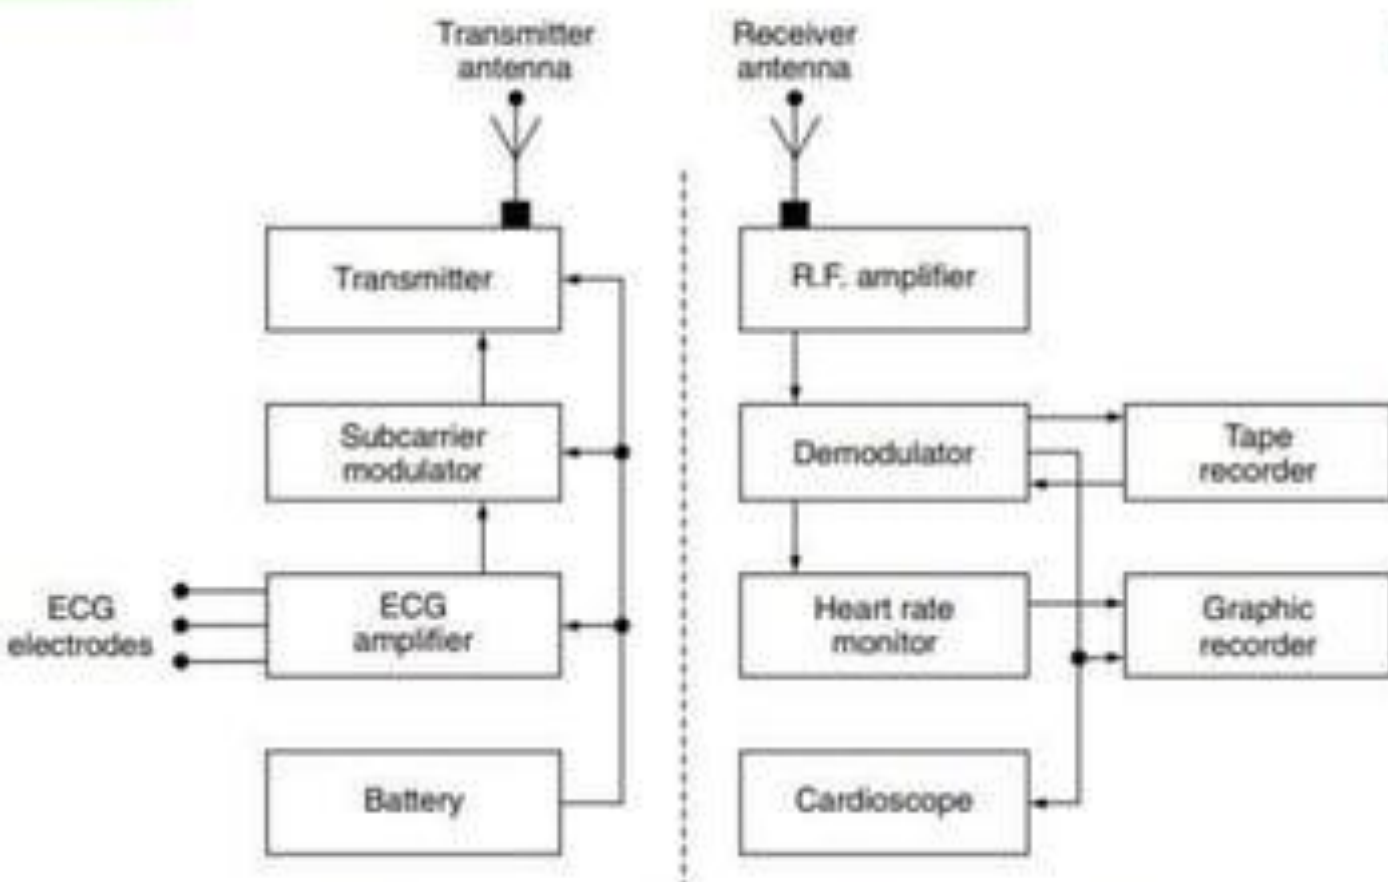 Transmitter
antenna
Receiver
antenna
Transmitter
R.F. amplifier
Subcarrier
modulator
Demodulator
Tape
recorder
ECG
electrodes
ECG
amplifier
Heart rate
monitor
Graphic
recorder
Battery
Cardioscope